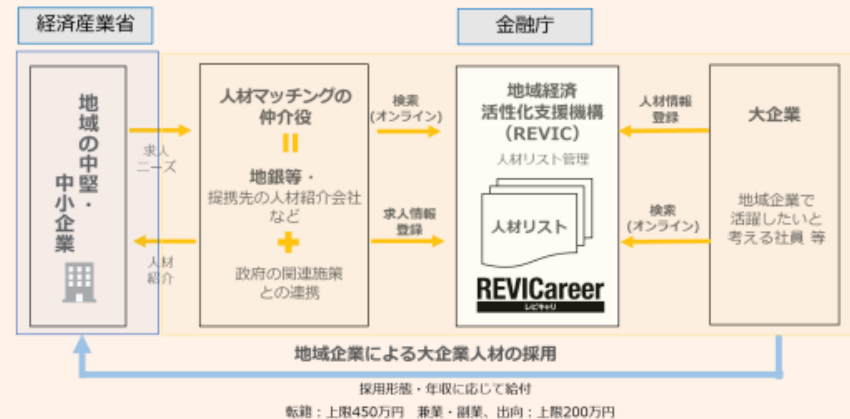 経済産業省
金融庁
地域の中堅・
中小企業
求人
ニーズ
人材
紹介
人材マッチングの
仲介役
地銀等・
提携先の人材紹介会社
など
政府の関連施策
との連携
検索
(オンライン)
求人情報
登録
地域経済
活性化支援機構
(REVIC)
人材リスト管理
人材リスト
REVICareer
レビキャリ
人材情報
登録
検索
(オンライン)
大企業
地域企業で
活躍したいと
考える社員 等
地域企業による大企業人材の採用
採用形態・年収に応じて給付
転籍:上限450万円 兼業・副業、出向:上限200万円